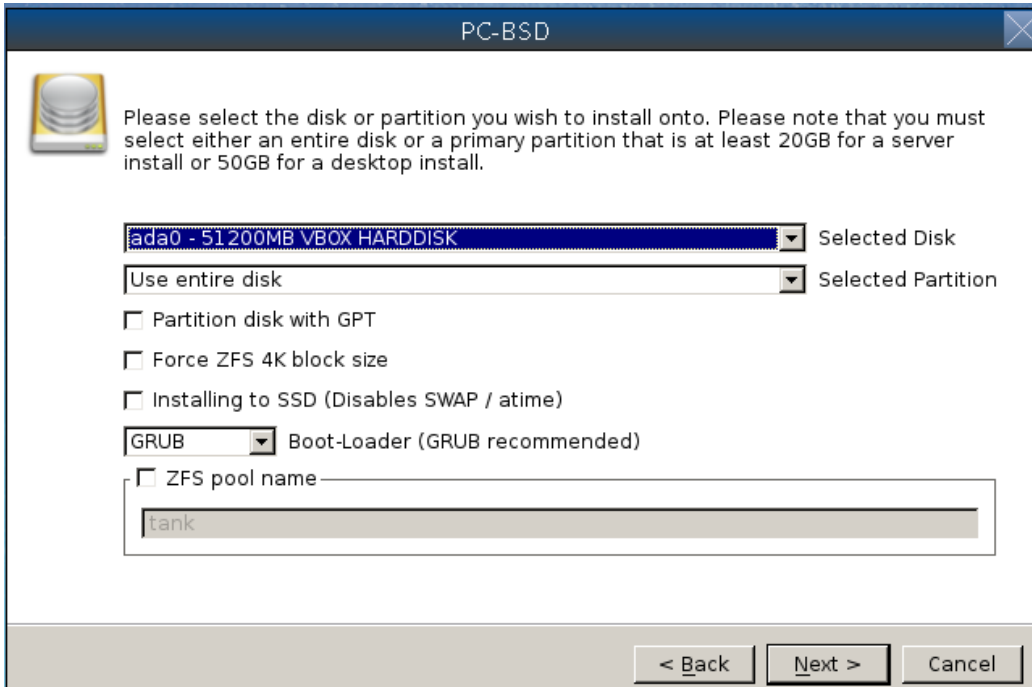 PC-BSD
Please select the disk or partition you wish to install onto. Please note that you must
select either an entire disk or a primary partition that is at least 20GB for a server
install or 50GB for a desktop install.
ada0 - 51200MB VBOX HARDDISK
Selected Disk
Use entire disk
Selected Partition
Partition disk with GPT
Force ZFS 4K block size
Installing to SSD (Disables SWAP / atime)
GRUB
Boot-Loader (GRUB recommended)
ZFS pool name
tank
< Back
Next >
Cancel